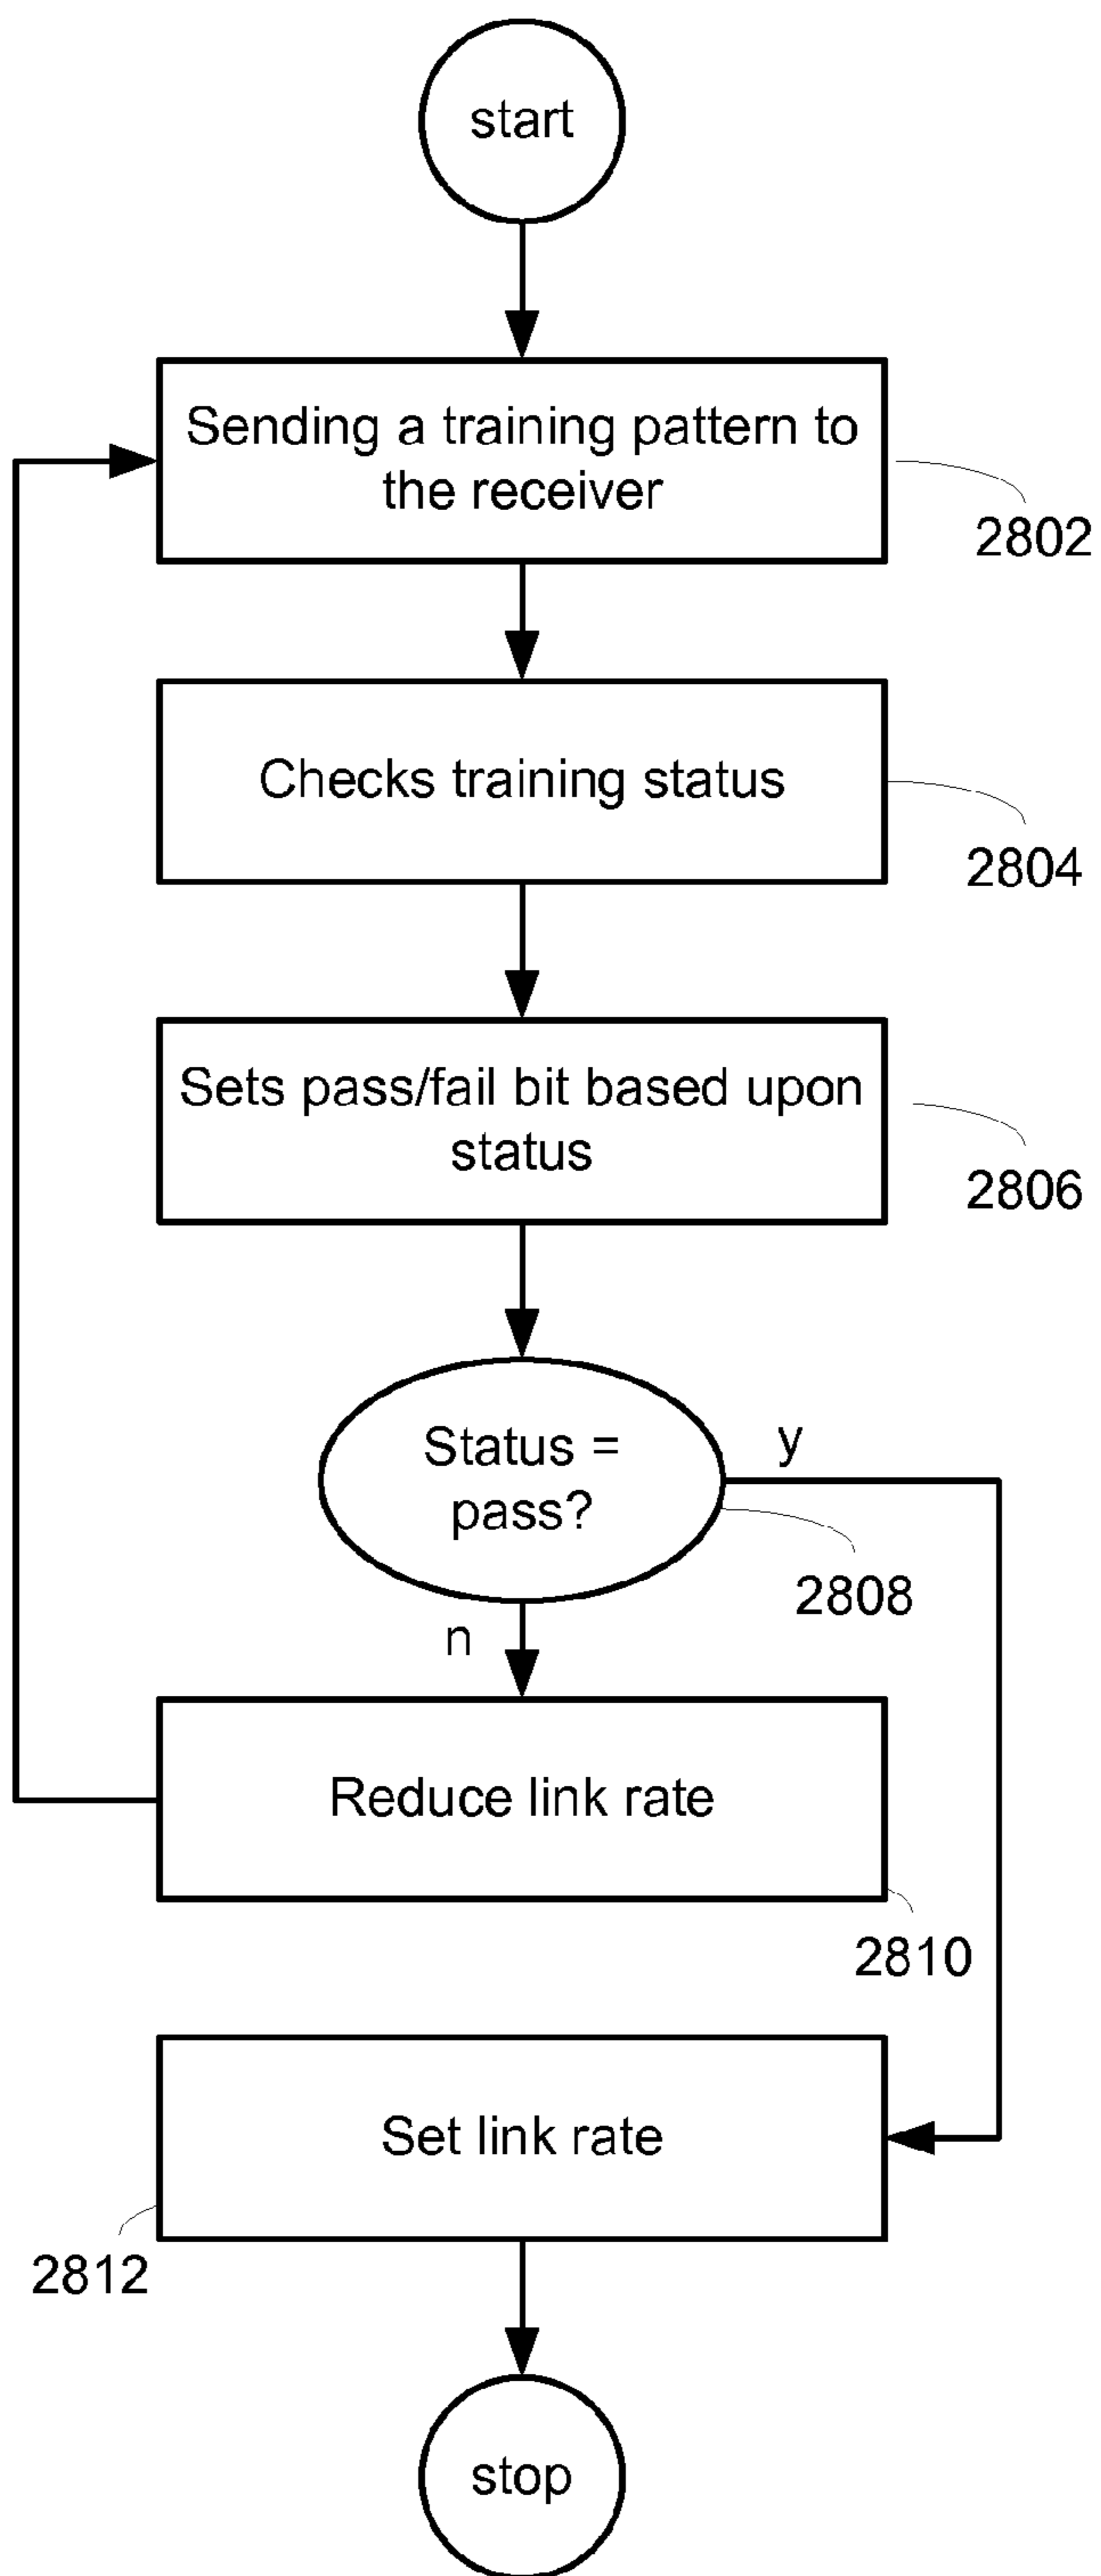 start
Sending a training pattern to
the receiver
2802
Checks training status
2804
Sets pass/fail bit based upon
status
2806
Status =
pass?
y
2808
n
Reduce link rate
2810
Set link rate
2812
stop